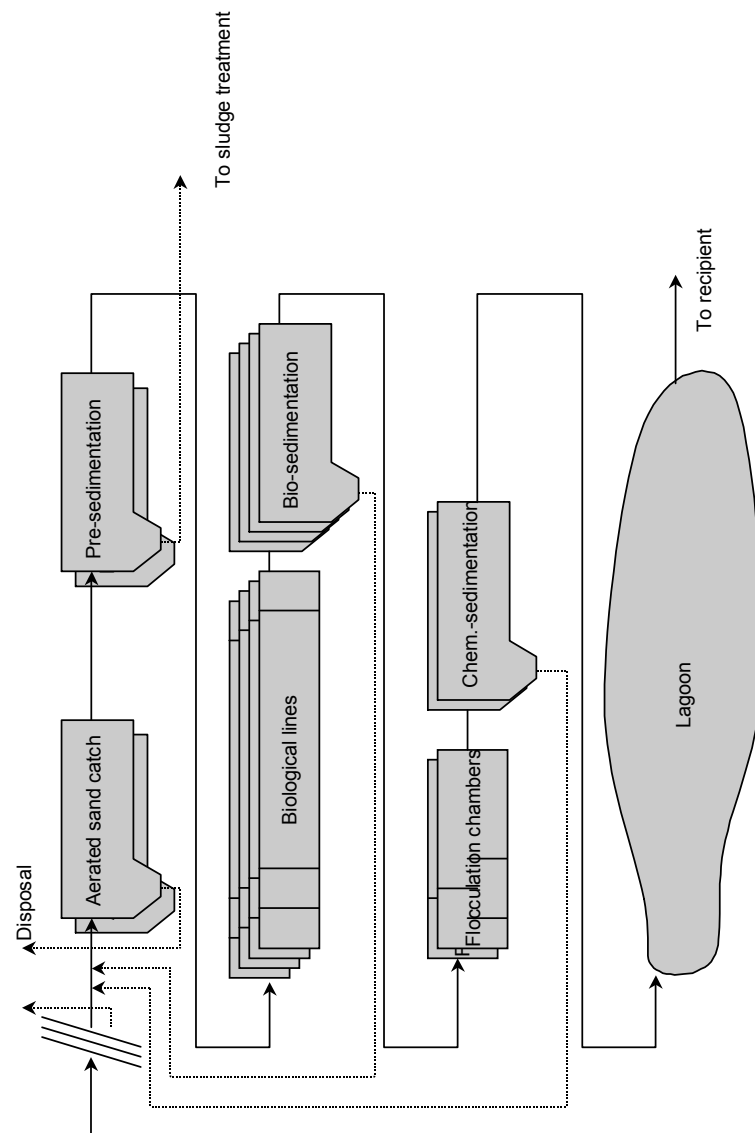 Disposal
Aerated sand catch
Pre-sedimentation
To sludge treatment
Biological lines
Bio-sedimentation
F
Flocculation chambers
Chem.-sedimentation
Lagoon
To recipient